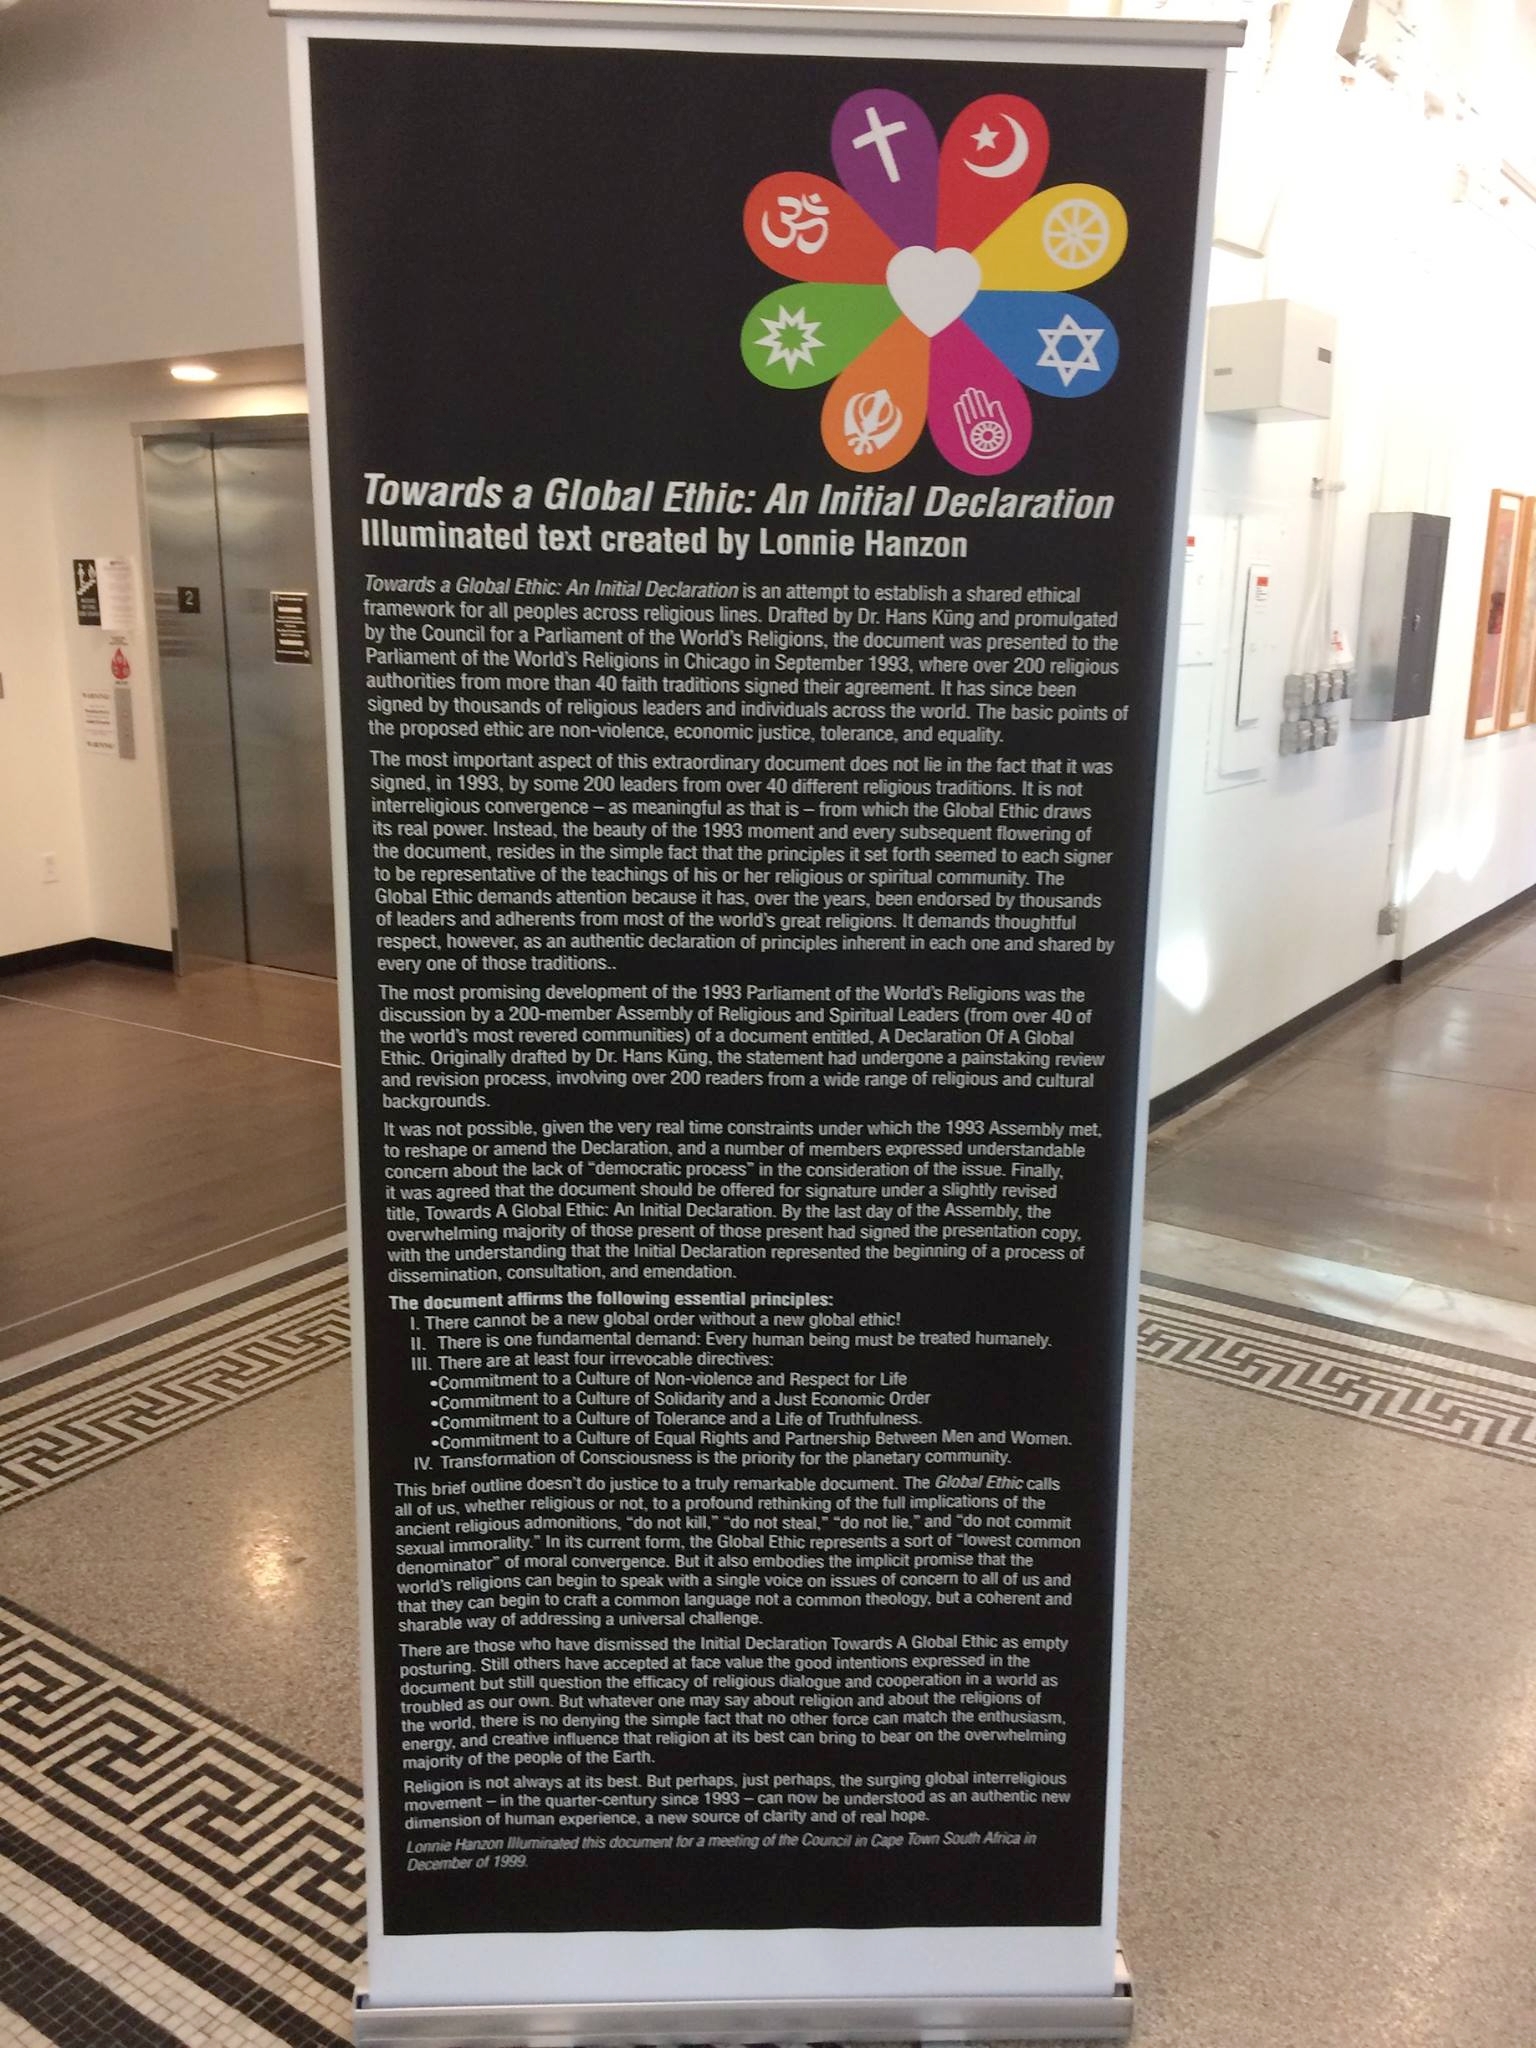 Towards a Global Ethic: An Initial Declaration
Illuminated text created by Lonnie Hanzon
Towards a Global Ethic: An Initial Declaration is an attempt to establish a shared ethical
framework for all peoples across religious lines. Drafted by Dr. Hans Küng and promulgated
by the Council for a Parliament of the World's Religions, the document was presented to the
Parliament of the World's Religions in Chicago in September 1993, where over 200 religious
authorities from more than 40 faith traditions signed their agreement. It has since been
signed by thousands of religious leaders and individuals across the world. The basic points of
the proposed ethic are non-violence, economic justice, tolerance, and equality.
The most important aspect of this extraordinary document does not lie in the fact that it was
signed, in 1993, by some 200 leaders from over 40 different religious traditions. It is not
interreligious convergence – as meaningful as that is – from which the Global Ethic draws
its real power. Instead, the beauty of the 1993 moment and every subsequent flowering of
the document, resides in the simple fact that the principles it set forth seemed to each signer
to be representative of the teachings of his or her religious or spiritual community. The
Global Ethic demands attention because it has, over the years, been endorsed by thousands
of leaders and adherents from most of the world's great religions. It demands thoughtful
respect, however, as an authentic declaration of principles inherent in each one and shared by
every one of those traditions..
The most promising development of the 1993 Parliament of the World's Religions was the
discussion by a 200-member Assembly of Religious and Spiritual Leaders (from over 40 of
the world's most revered communities) of a document entitled, A Declaration Of A Global
Ethic. Originally drafted by Dr. Hans Küng, the statement had undergone a painstaking review
and revision process, involving over 200 readers from a wide range of religious and cultural
backgrounds.
It was not possible, given the very real time constraints under which the 1993 Assembly met,
to reshape or amend the Declaration, and a number of members expressed understandable
concern about the lack of "democratic process" in the consideration of the issue. Finally,
it was agreed that the document should be offered for signature under a slightly revised
title, Towards A Global Ethic: An Initial Declaration. By the last day of the Assembly, the
overwhelming majority of those present of those present had signed the presentation copy,
with the understanding that the Initial Declaration represented the beginning of a process of
dissemination, consultation, and emendation.
The document affirms the following essential principles:
I. There cannot be a new global order without a new global ethic!
II. There is one fundamental demand: Every human being must be treated humanely.
III. There are at least four irrevocable directives:
•Commitment to a Culture of Non-violence and Respect for Life
•Commitment to a Culture of Solidarity and a Just Economic Order
•Commitment to a Culture of Tolerance and a Life of Truthfulness.
•Commitment to a Culture of Equal Rights and Partnership Between Men and Women.
IV. Transformation of Consciousness is the priority for the planetary community.
This brief outline doesn't do justice to a truly remarkable document. The Global Ethic calls
all of us, whether religious or not, to a profound rethinking of the full implications of the
ancient religious admonitions, "do not kill," "do not steal," "do not lie," and "do not commit
sexual immorality." In its current form, the Global Ethic represents a sort of "lowest common
denominator" of moral convergence. But it also embodies the implicit promise that the
world's religions can begin to speak with a single voice on issues of concern to all of us and
that they can begin to craft a common language not a common theology, but a coherent and
sharable way of addressing a universal challenge.
There are those who have dismissed the Initial Declaration Towards A Global Ethic as empty
posturing. Still others have accepted at face value the good intentions expressed in the
document but still question the efficacy of religious dialogue and cooperation in a world as
troubled as our own. But whatever one may say about religion and about the religions of
the world, there is no denying the simple fact that no other force can match the enthusiasm,
energy, and creative influence that religion at its best can bring to bear on the overwhelming
majority of the people of the Earth.
Religion is not always at its best. But perhaps, just perhaps, the surging global interreligious
movement – in the quarter-century since 1993 – can now be understood as an authentic new
dimension of human experience, a new source of clarity and of real hope.
Lonnie Hanzon Illuminated this document for a meeting of the Council in Cape Town South Africa in
December of 1999.
2
WARNING!
WARNING!